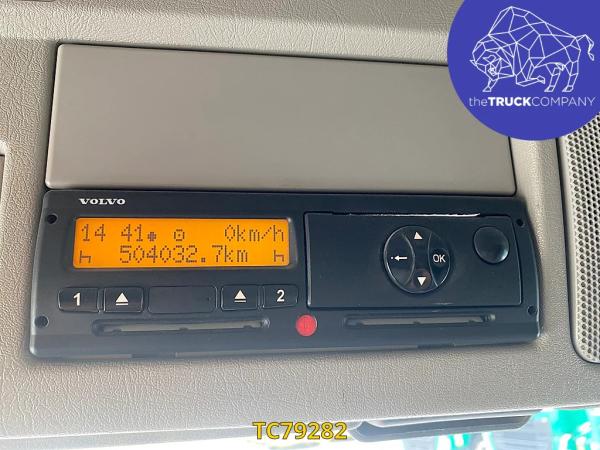 theTRUCKCOMPANY
VOLVO
14 41 0km/h
504032.7km
1 2
OK
TC79282